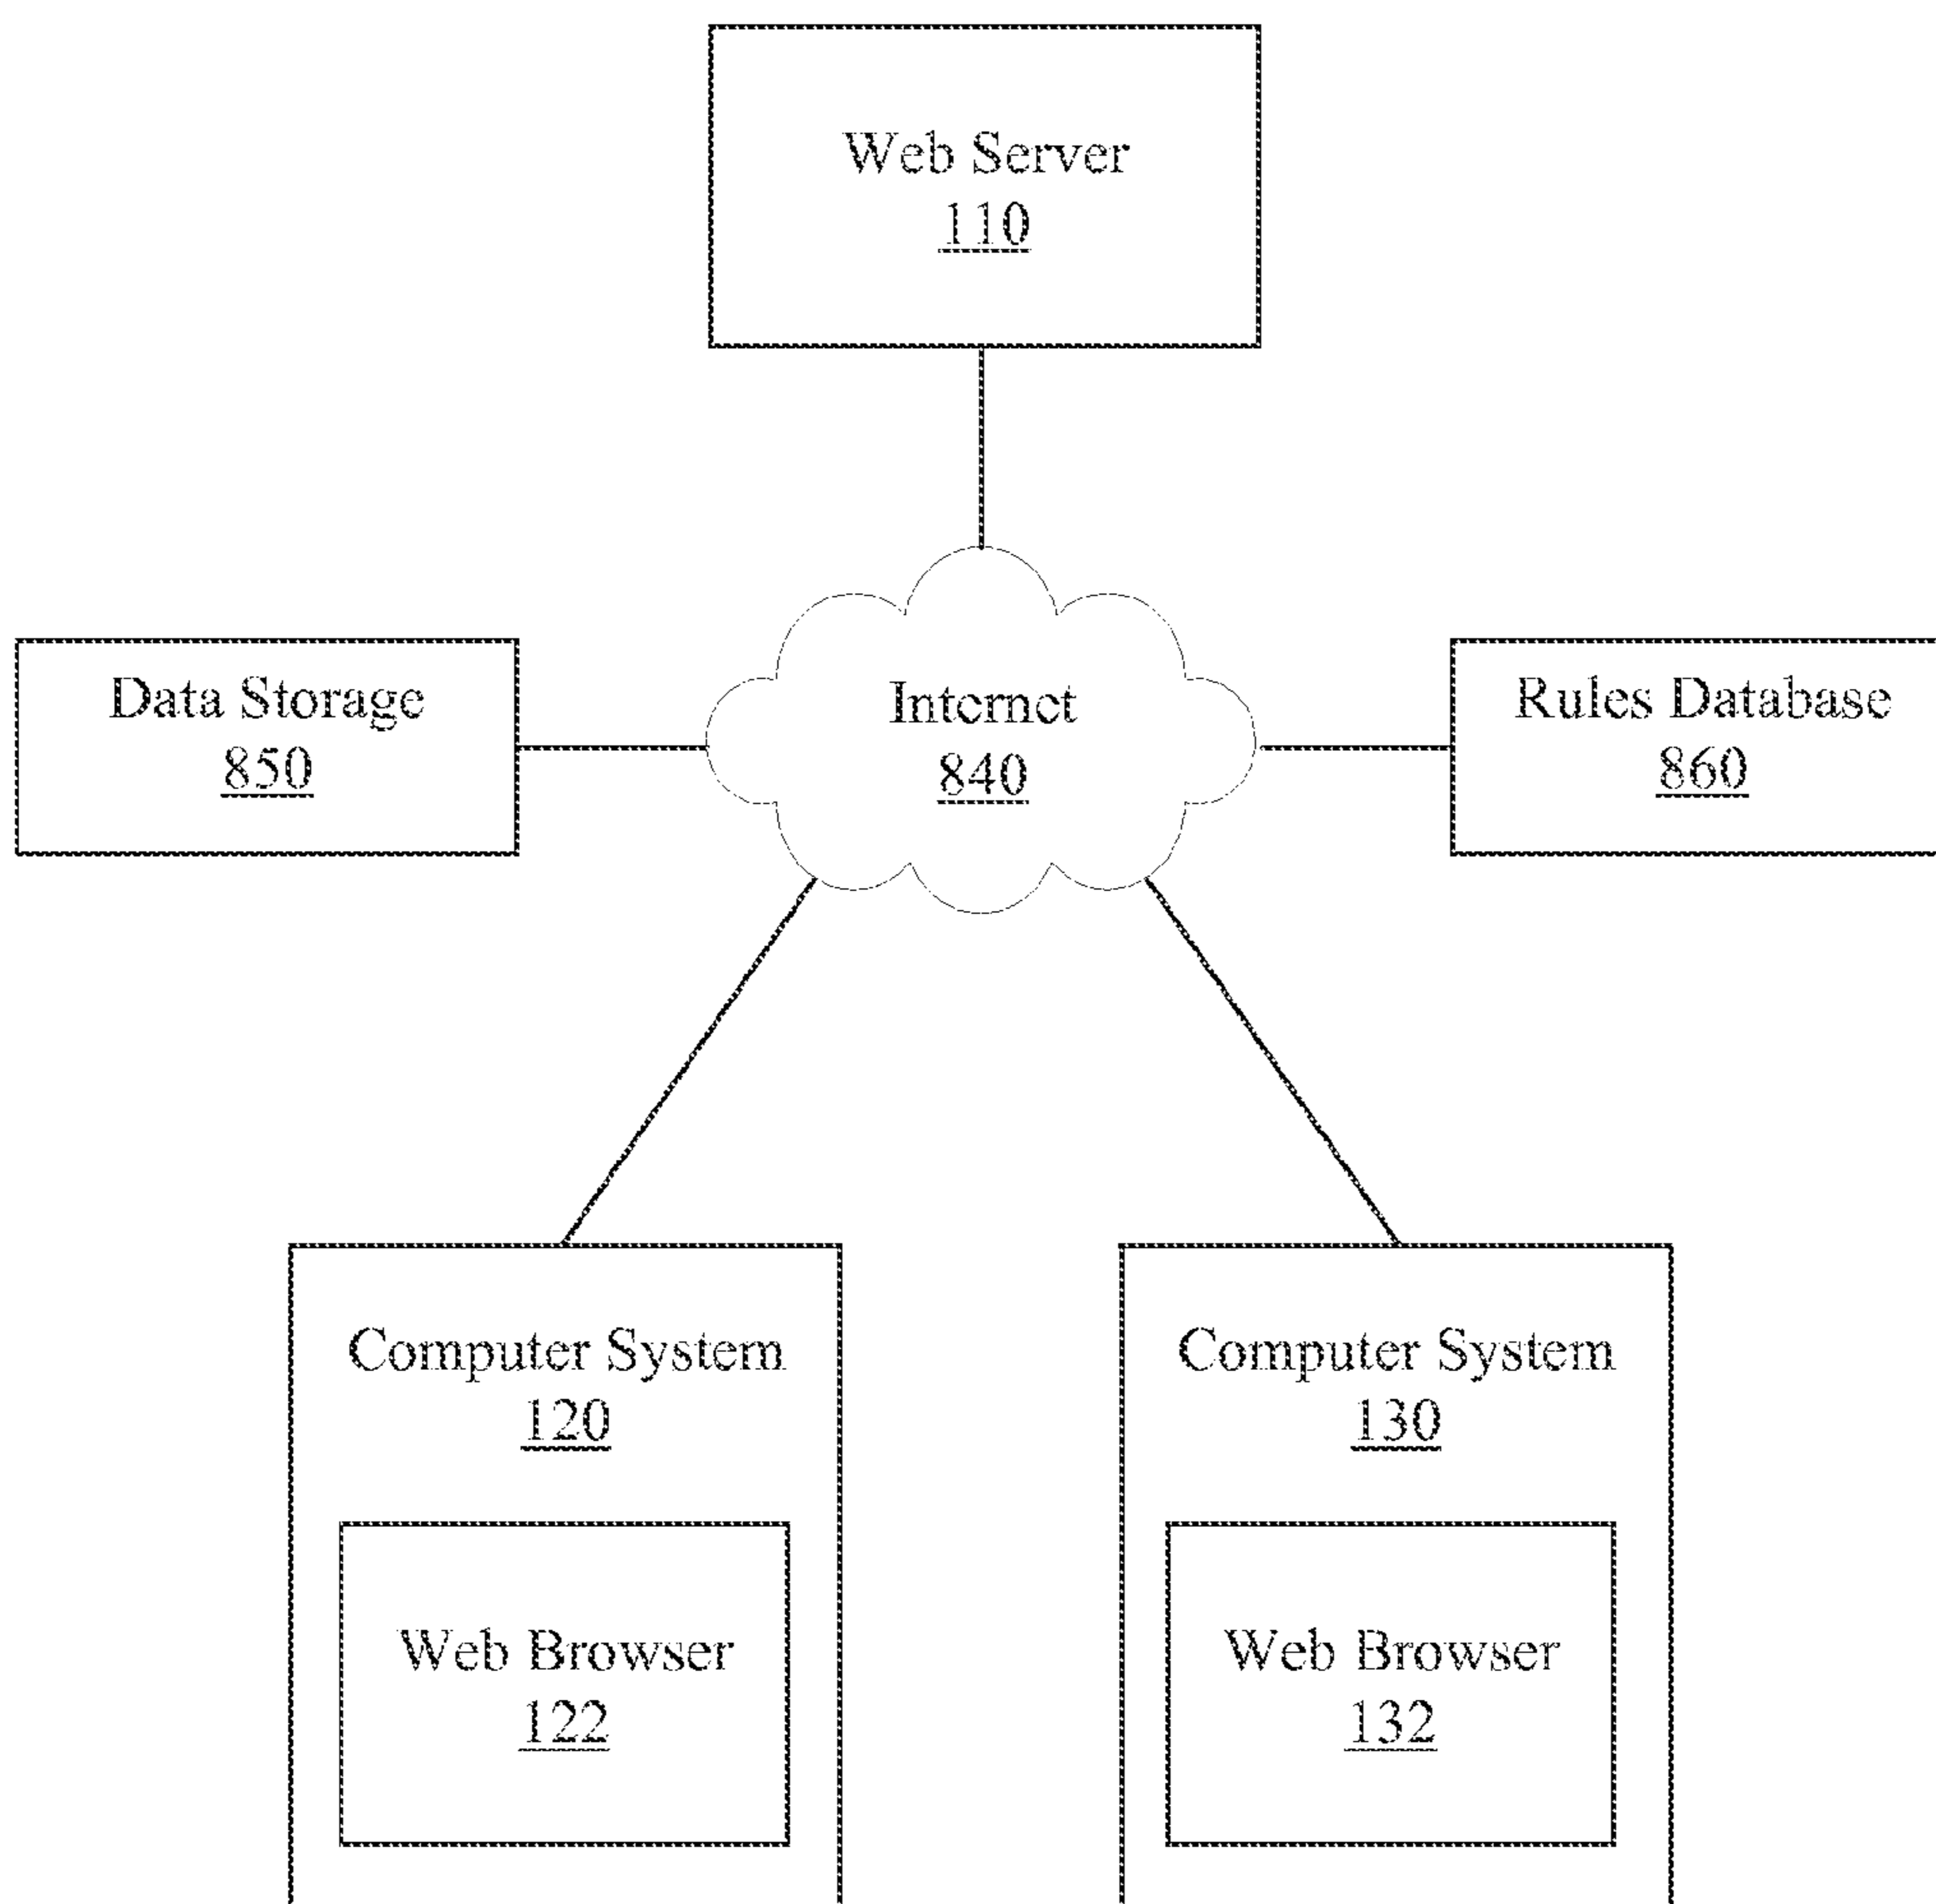 Web Server
110
Data Storage
850
Internet
840
Rules Database
860
Computer System
120
Web Browser
122
Computer System
130
Web Browser
132